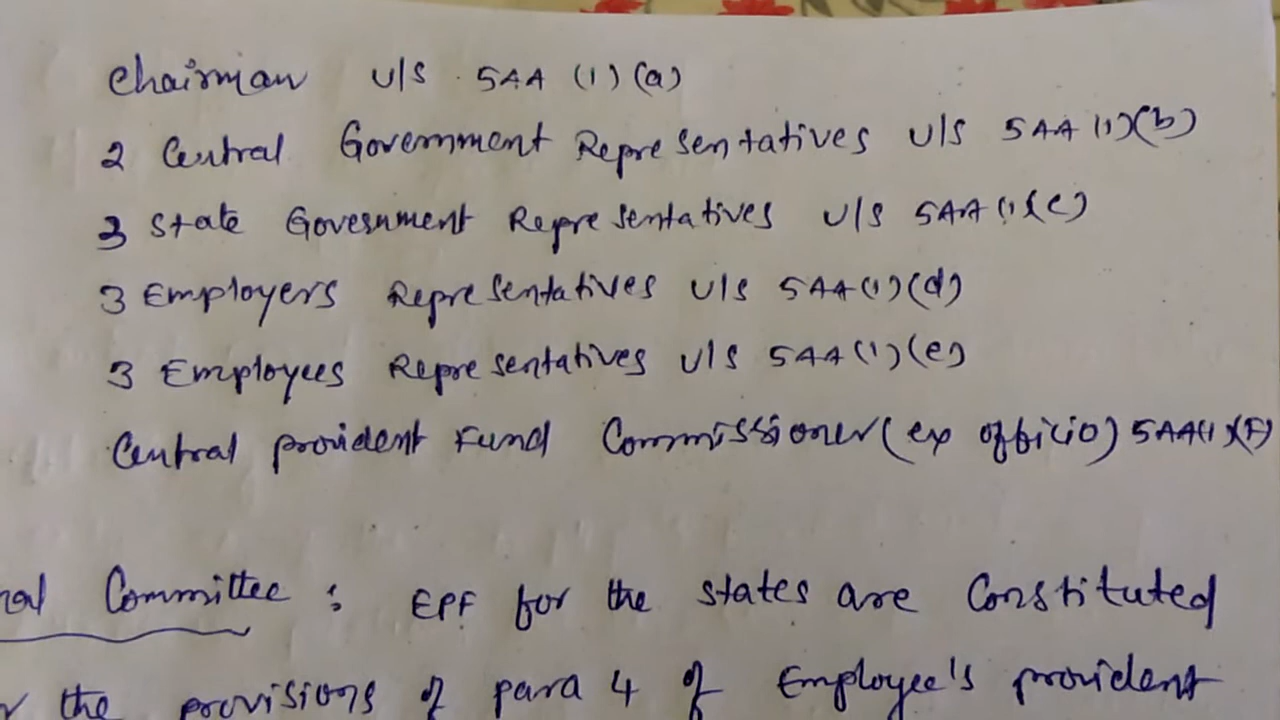 Chairman U/S 5AA (1) (a)
2 Central Government Representatives U/S 5AA (1) (b)
3 State Government Representatives U/S 5AA (1) (c)
3 Employers Representatives U/S 5AA (1) (d)
3 Employees Representatives U/S 5AA (1) (e)
Central provident Fund Commissioner (ex officio) 5AA (1) (F)
nal Committee : EPF for the states are Constituted
the provisions of para 4 of Employee's provident